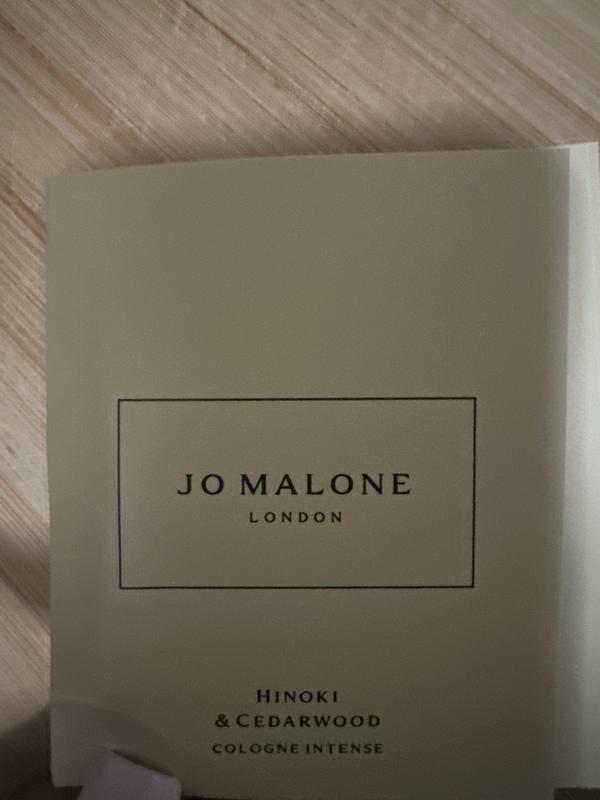 JO MALONE
LONDON
HINOKI
& CEDARWOOD
COLOGNE INTENSE